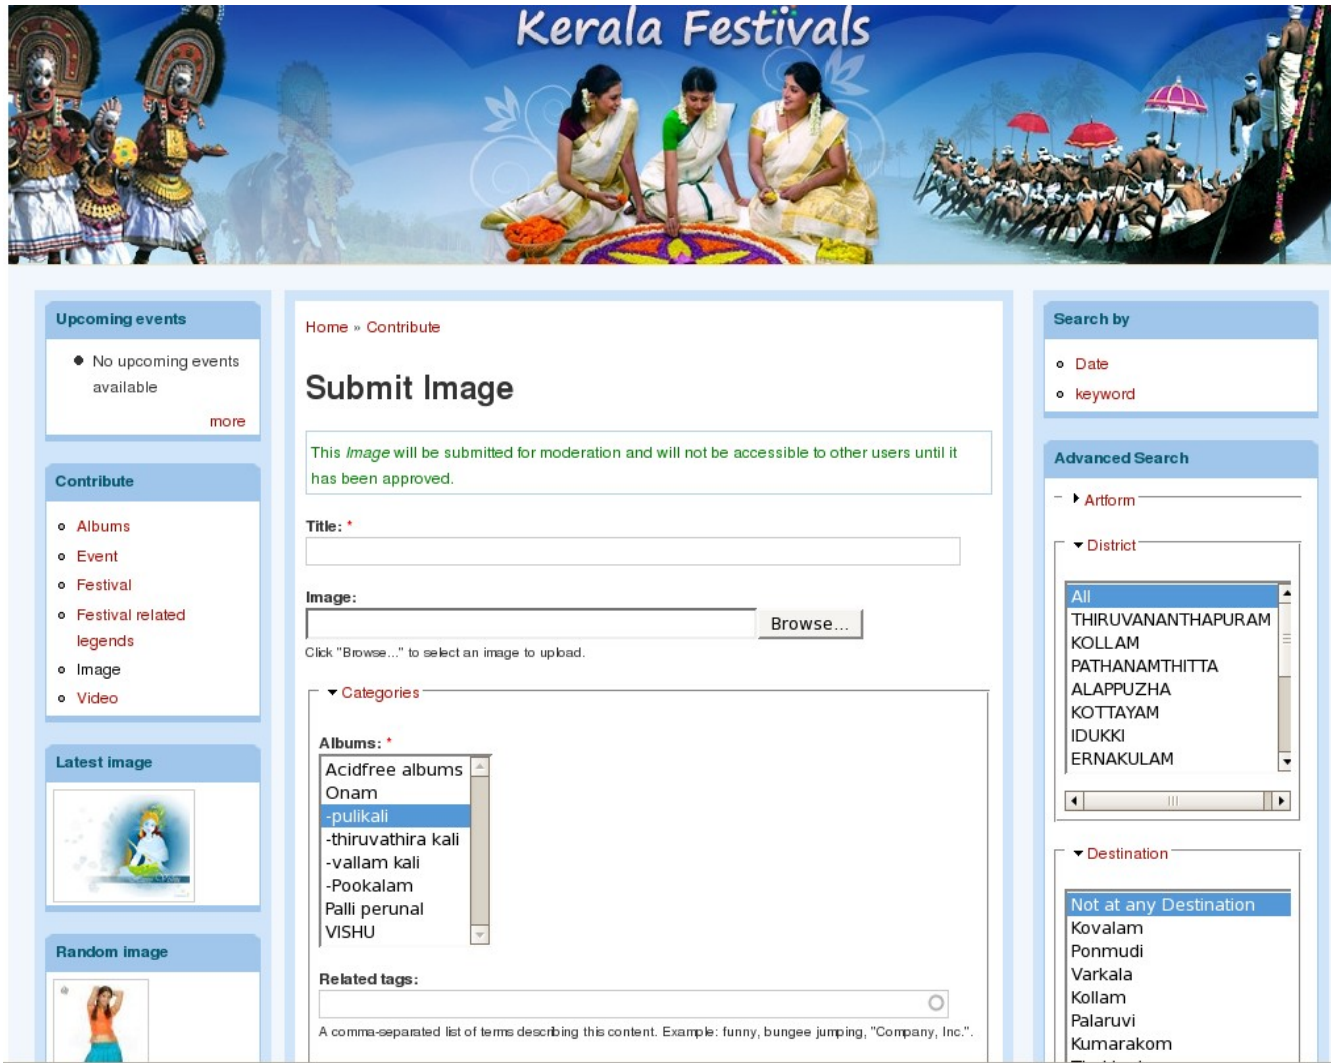 Kerala Festivals
Upcoming events
No upcoming events
available
more
Contribute
Albums
Event
Festival
Festival related
legends
Image
Video
Latest image
Random image
Home » Contribute
Submit Image
This Image will be submitted for moderation and will not be accessible to other users until it
has been approved.
Title: *
Image:
Browse...
Click "Browse..." to select an image to upload.
Categories
Albums: *
Acidfree albums
Onam
-pulikali
-thiruvathira kali
-vallam kali
-Pookalam
Palli perunal
VISHU
Related tags:
A comma-separated list of terms describing this content. Example: funny, bungee jumping, "Company, Inc.".
Search by
Date
keyword
Advanced Search
Artform
District
All
THIRUVANANTHAPURAM
KOLLAM
PATHANAMTHITTA
ALAPPUZHA
KOTTAYAM
IDUKKI
ERNAKULAM
Destination
Not at any Destination
Kovalam
Ponmudi
Varkala
Kollam
Palaruvi
Kumarakom